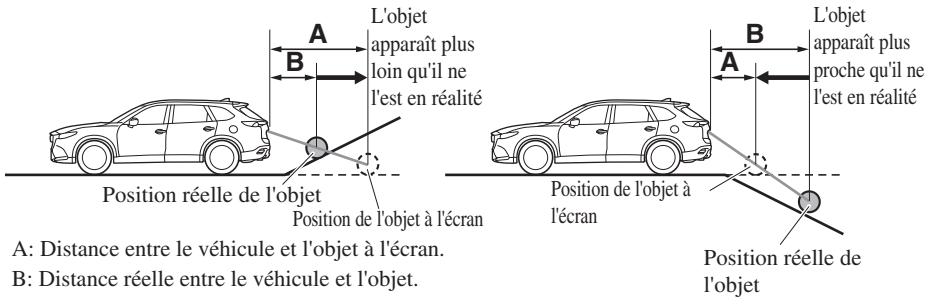 A
B
L'objet
apparaît plus
loin qu'il ne
l'est en réalité
Position réelle de l'objet
Position de l'objet à l'écran
B
A
L'objet
apparaît plus
proche qu'il ne
l'est en réalité
Position de l'objet à
l'écran
Position réelle de
l'objet
A: Distance entre le véhicule et l'objet à l'écran.
B: Distance réelle entre le véhicule et l'objet.